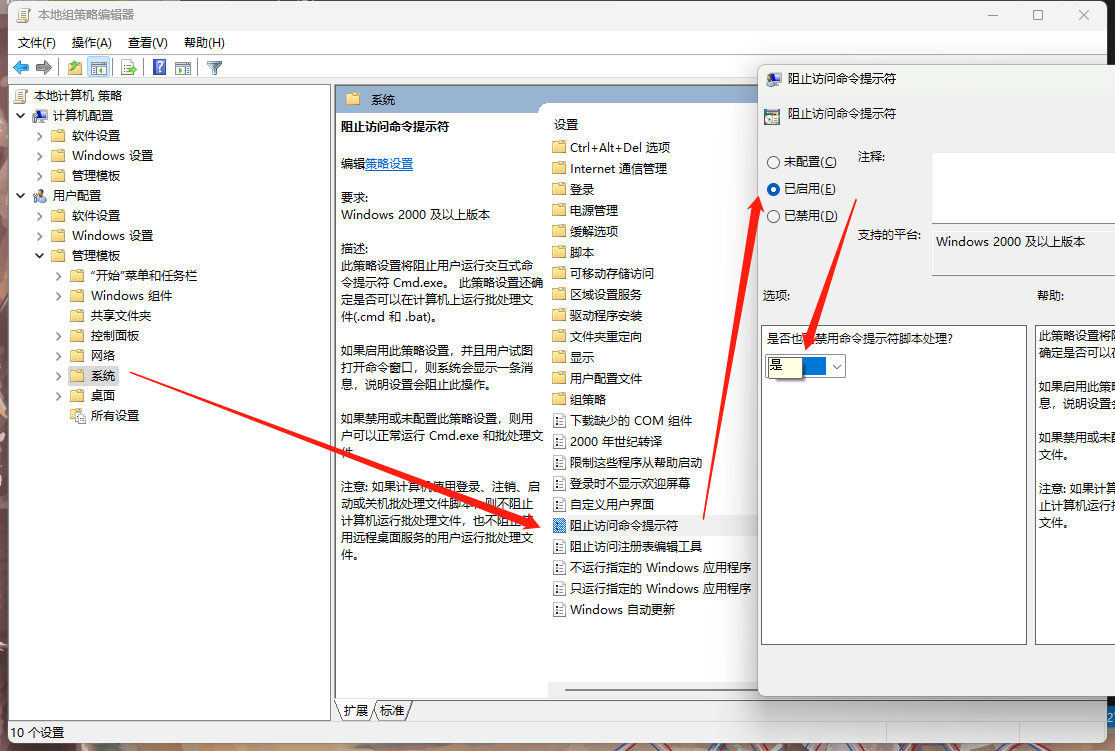 本地组策略编辑器
文件(F) 操作(A) 查看(V) 帮助(H)
本地计算机 策略
计算机配置
软件设置
Windows 设置
管理模板
用户配置
软件设置
Windows 设置
管理模板
"开始"菜单和任务栏
Windows 组件
共享文件夹
控制面板
网络
系统
桌面
所有设置
系统
阻止访问命令提示符
编辑策略设置
要求:
Windows 2000 及以上版本
描述:
此策略设置将阻止用户运行交互式命
令提示符 Cmd.exe。此策略设置还确
定是否可以在计算机上运行批处理文
件(.cmd 和 .bat)。
如果启用此策略设置，并且用户试图
打开命令窗口，则系统会显示一条消
息，说明设置会阻止此操作。
如果禁用或未配置此策略设置，则用
户可以正常运行 Cmd.exe 和批处理文
件。
注意: 如果计算机使用登录、注销、启
动或关机批处理文件脚本，则不阻止
计算机运行批处理文件，也不阻止使
用远程桌面服务的用户运行批处理文
件。
设置
Ctrl+Alt+Del 选项
Internet 通信管理
登录
电源管理
缓解选项
脚本
可移动存储访问
区域设置服务
驱动程序安装
文件夹重定向
显示
用户配置文件
组策略
下载缺少的 COM 组件
2000 年世纪转译
限制这些程序从帮助启动
登录时不显示欢迎屏幕
自定义用户界面
阻止访问命令提示符
阻止访问注册表编辑工具
不运行指定的 Windows 应用程序
只运行指定的 Windows 应用程序
Windows 自动更新
扩展 标准
10 个设置
阻止访问命令提示符
阻止访问命令提示符
未配置(C) 注释:
已启用(E)
已禁用(D)
支持的平台: Windows 2000 及以上版本
选项: 帮助:
是否也要禁用命令提示符脚本处理?
是
此策略设置将阻
确定是否可以在
如果启用此策略
息，说明设置会
如果禁用或未配
文件。
注意: 如果计算
止计算机运行批
文件。